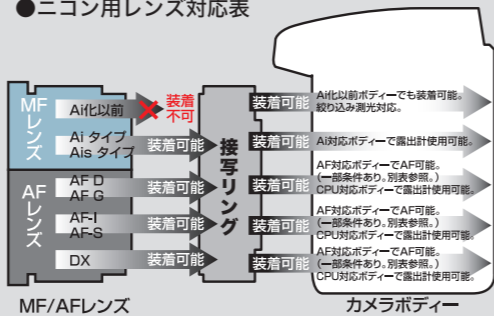 ●ニコン用レンズ対応表
MFレンズ
Ai化以前
装着不可
装着可能
Ai化以前ボディーでも装着可能。
絞り込み測光対応。
Ai タイプ
Ais タイプ
装着可能
装着可能
Ai対応ボディーで露出計使用可能。
接写リング
AFレンズ
AF D
AF G
装着可能
装着可能
AF対応ボディーでAF可能。
(一部条件あり。別表参照。)
CPU対応ボディーで露出計使用可能。
AF-I
AF-S
装着可能
装着可能
AF対応ボディーでAF可能。
(一部条件あり。別表参照。)
CPU対応ボディーで露出計使用可能。
DX
装着可能
装着可能
AF対応ボディーでAF可能。
(一部条件あり。別表参照。)
CPU対応ボディーで露出計使用可能。
MF/AFレンズ
カメラボディー